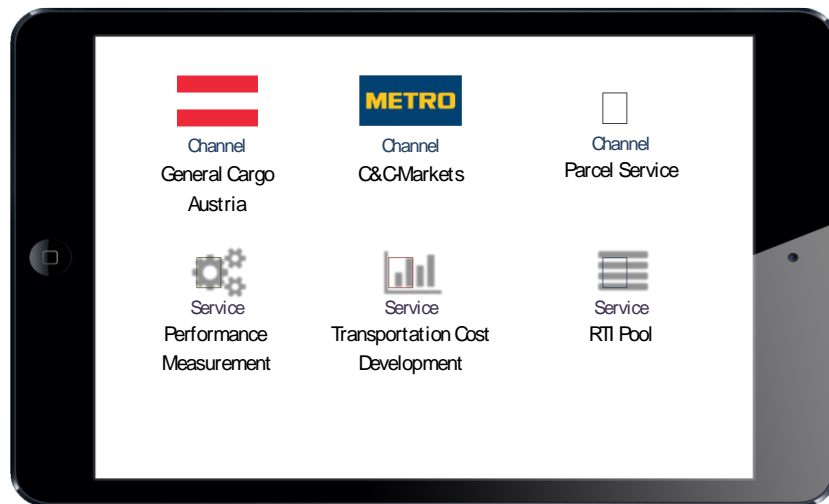 METRO
Channel
Channel
Channel
General Cargo
Austria
C&C-Markets
Parcel Service
Service
Service
Service
Performance
Measurement
Transportation Cost
Development
RTI Pool